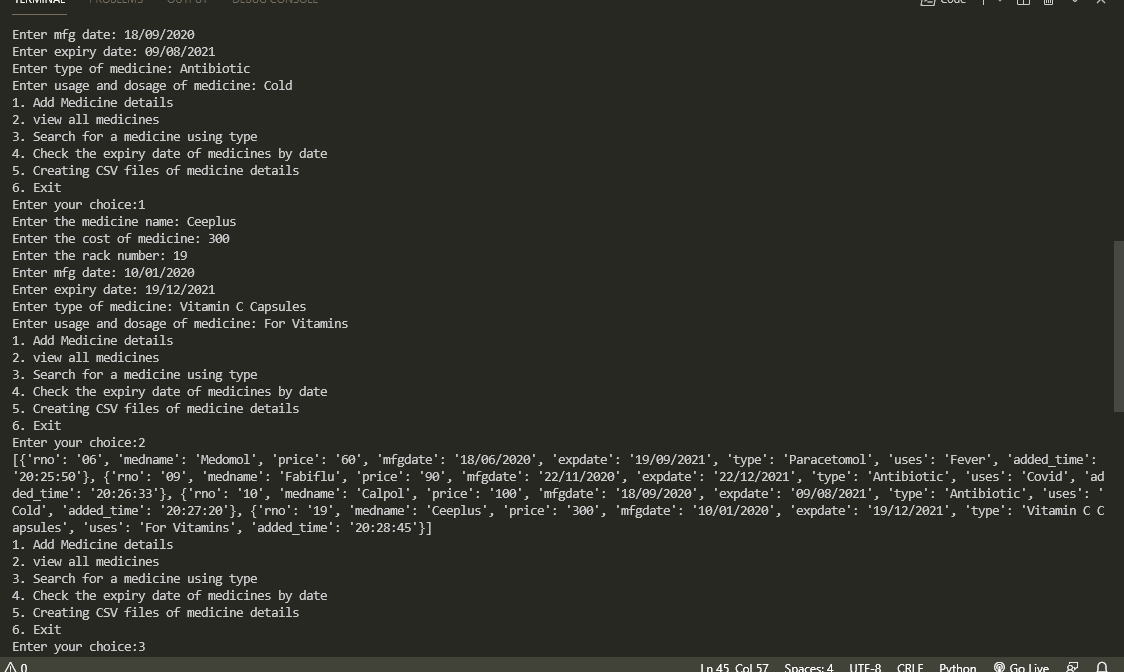 TERMINAL PROBLEMS OUTPUT DEBUG CONSOLE Code
Enter mfg date: 18/09/2020
Enter expiry date: 09/08/2021
Enter type of medicine: Antibiotic
Enter usage and dosage of medicine: Cold
1. Add Medicine details
2. view all medicines
3. Search for a medicine using type
4. Check the expiry date of medicines by date
5. Creating CSV files of medicine details
6. Exit
Enter your choice:1
Enter the medicine name: Ceeplus
Enter the cost of medicine: 300
Enter the rack number: 19
Enter mfg date: 10/01/2020
Enter expiry date: 19/12/2021
Enter type of medicine: Vitamin C Capsules
Enter usage and dosage of medicine: For Vitamins
1. Add Medicine details
2. view all medicines
3. Search for a medicine using type
4. Check the expiry date of medicines by date
5. Creating CSV files of medicine details
6. Exit
Enter your choice:2
[{'rno': '06', 'medname': 'Medomol', 'price': '60', 'mfgdate': '18/06/2020', 'expdate': '19/09/2021', 'type': 'Paracetomol', 'uses': 'Fever', 'added_time':
'20:25:50'}, {'rno': '09', 'medname': 'Fabiflu', 'price': '90', 'mfgdate': '22/11/2020', 'expdate': '22/12/2021', 'type': 'Antibiotic', 'uses': 'Covid', 'ad
ded_time': '20:26:33'}, {'rno': '10', 'medname': 'Calpol', 'price': '100', 'mfgdate': '18/09/2020', 'expdate': '09/08/2021', 'type': 'Antibiotic', 'uses': '
Cold', 'added_time': '20:27:20'}, {'rno': '19', 'medname': 'Ceeplus', 'price': '300', 'mfgdate': '10/01/2020', 'expdate': '19/12/2021', 'type': 'Vitamin C C
apsules', 'uses': 'For Vitamins', 'added_time': '20:28:45'}]
1. Add Medicine details
2. view all medicines
3. Search for a medicine using type
4. Check the expiry date of medicines by date
5. Creating CSV files of medicine details
6. Exit
Enter your choice:3
0 Ln 45, Col 57 Spaces: 4 UTF-8 CRLF Python Go Live